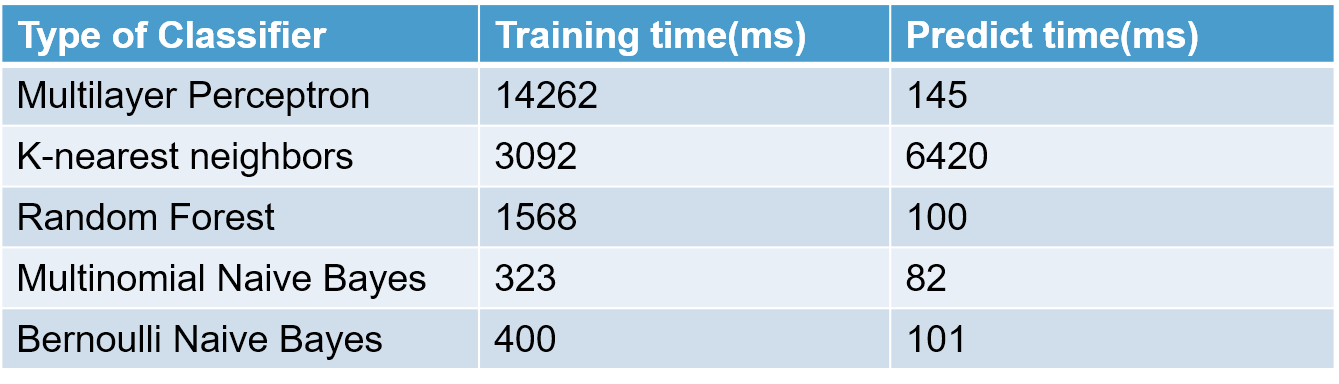 Type of Classifier Training time(ms) Predict time(ms)
Multilayer Perceptron 14262 145
K-nearest neighbors 3092 6420
Random Forest 1568 100
Multinomial Naive Bayes 323 82
Bernoulli Naive Bayes 400 101